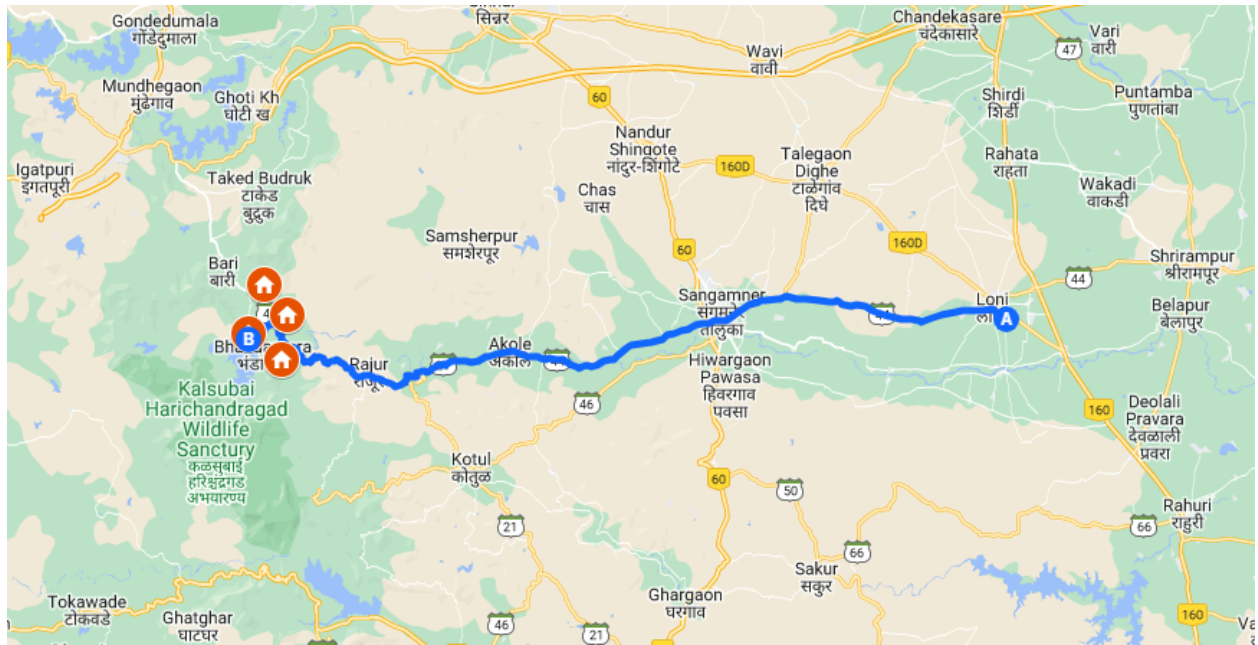 सिन्नर
Gondedumala
गोंडेदुमाला
Chandekasare
चंदेकासारे
Vari
वारी
47
Wavi
वावी
Mundhegaon
मुंढेगाव
Ghoti Kh
घोटी ख
60
Shirdi
शिर्डी
Puntamba
पुणतांबा
Nandur
Shingote
नांदुर-शिंगोटे
160D
Talegaon
Dighe
टाळेगांव
दिघे
Rahata
राहता
Igatpuri
इगतपूरी
Taked Budruk
टाकेड
बुद्रुक
Chas
चास
Wakadi
वाकडी
Samsherpur
समशेरपूर
60
160D
Bari
बारी
Shrirampur
श्रीरामपूर
44
Sangamner
संगमनेर
तालुका
Loni
A
Belapur
बेलापुर
B
Rajur
राजूर
Akole
अकोले
Hiwargaon
Pawasa
हिवरगाव
पवसा
Kalsubai
Harichandragad
Wildlife
Sanctury
कळसुबाई
हरिश्चंद्रगड
अभयारण्य
46
160
Deolali
Pravara
देवळाली
प्रवरा
Kotul
कोतुळ
60
50
Rahuri
राहुरी
21
66
66
Sakur
सकुर
Tokawade
टोकवडे
Ghatghar
घाटघर
Ghargaon
घरगाव
46
21
160